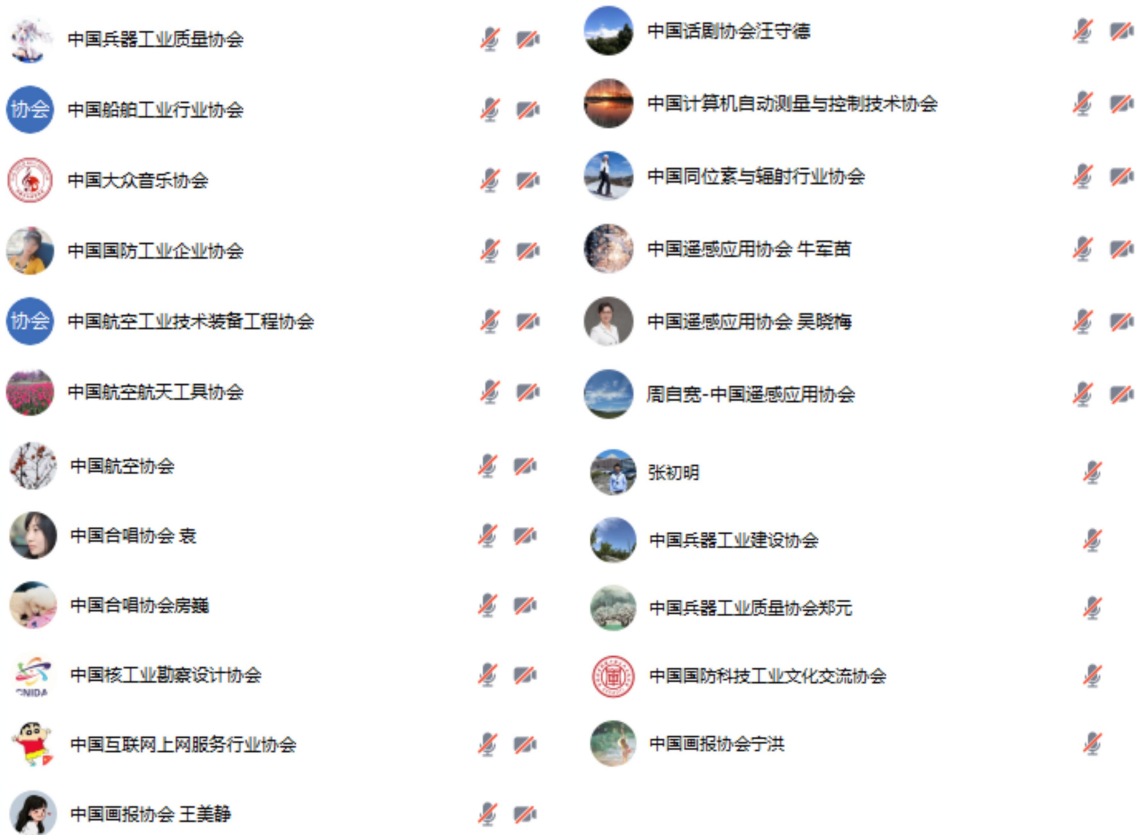 中国兵器工业质量协会
协会
中国船舶工业行业协会
中国大众音乐协会
中国国防工业企业协会
协会
中国航空工业技术装备工程协会
中国航空航天工具协会
中国航空协会
中国合唱协会 袁
中国合唱协会房巍
CNIDA
中国核工业勘察设计协会
中国互联网上网服务行业协会
中国画报协会 王美静
中国话剧协会汪守德
中国计算机自动测量与控制技术协会
中国同位素与辐射行业协会
中国遥感应用协会 牛军苗
中国遥感应用协会 吴晓梅
周自宽-中国遥感应用协会
张初明
中国兵器工业建设协会
中国兵器工业质量协会郑元
中国国防科技工业文化交流协会
中国画报协会宁洪